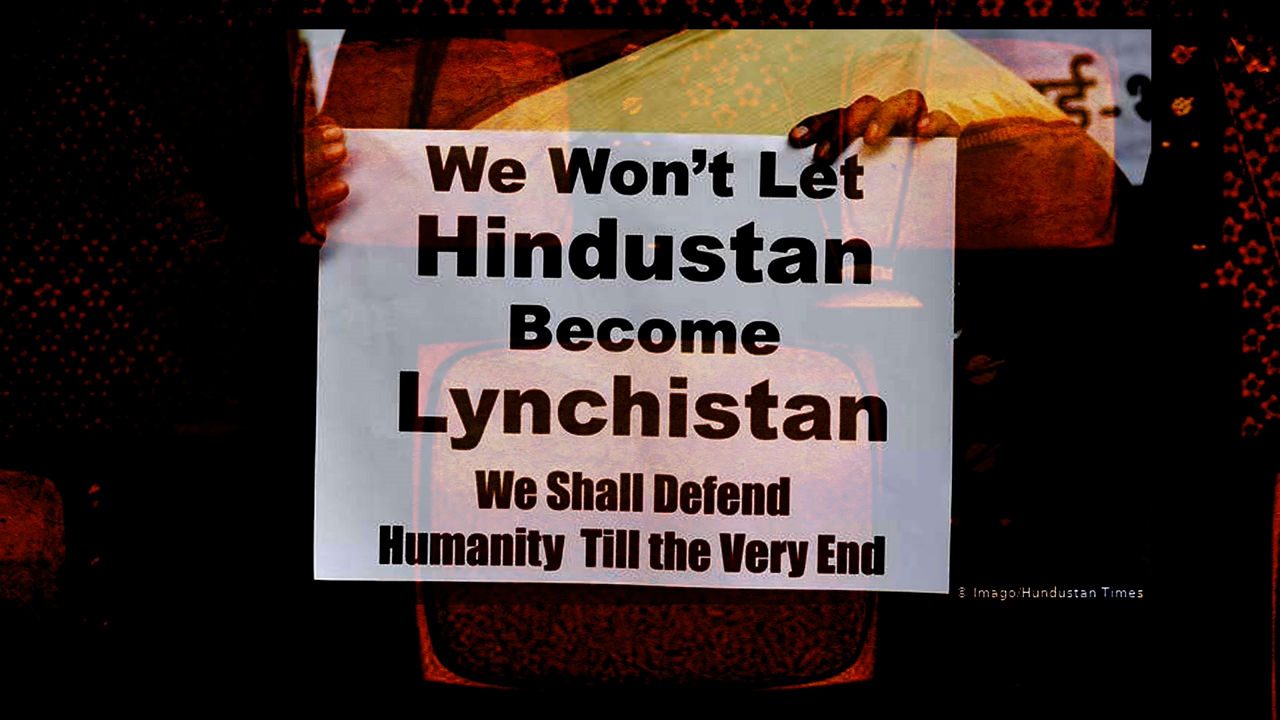 We Won't Let
Hindustan
Become
Lynchistan
We Shall Defend
Humanity Till the Very End
© Imago/Hundustan Times